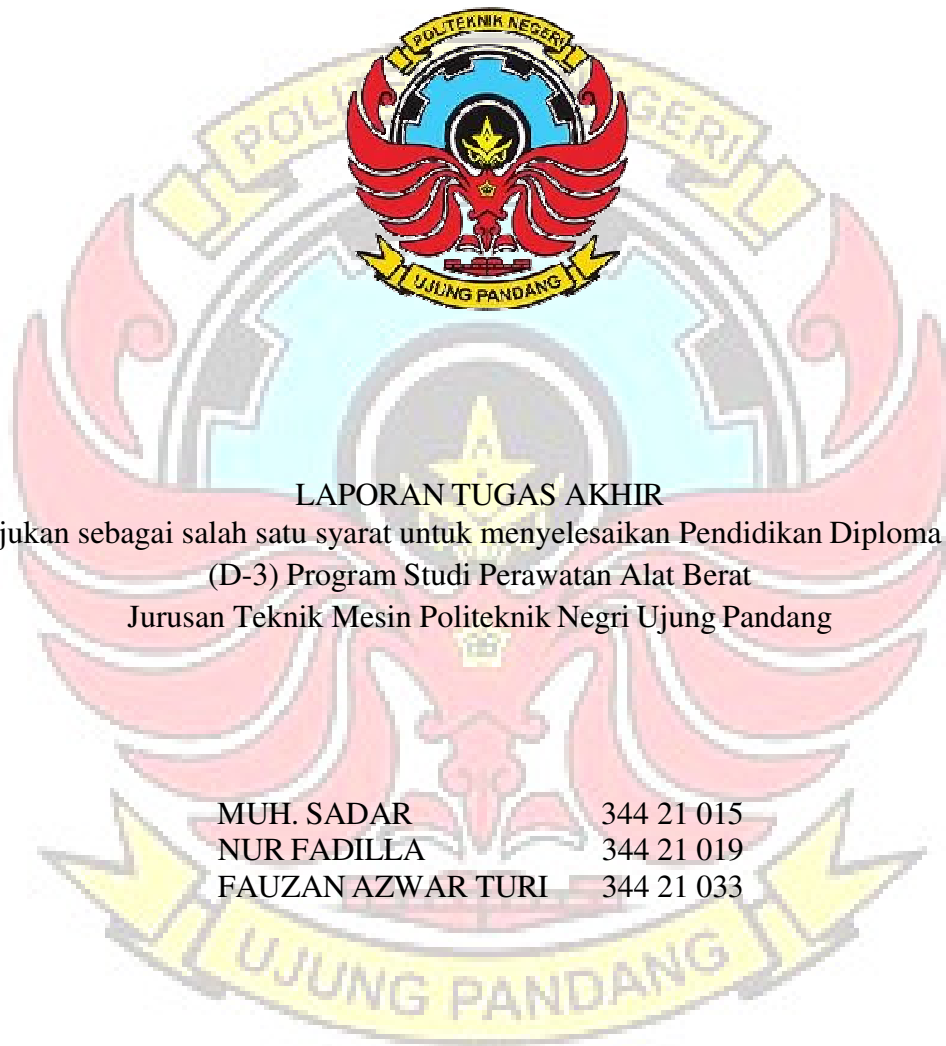 POLITEKNIK NEGERI
UJUNG PANDANG
LAPORAN TUGAS AKHIR
jukan sebagai salah satu syarat untuk menyelesaikan Pendidikan Diploma
(D-3) Program Studi Perawatan Alat Berat
Jurusan Teknik Mesin Politeknik Negri Ujung Pandang
MUH. SADAR 344 21 015
NUR FADILLA 344 21 019
FAUZAN AZWAR TURI 344 21 033
UJUNG PANDANG